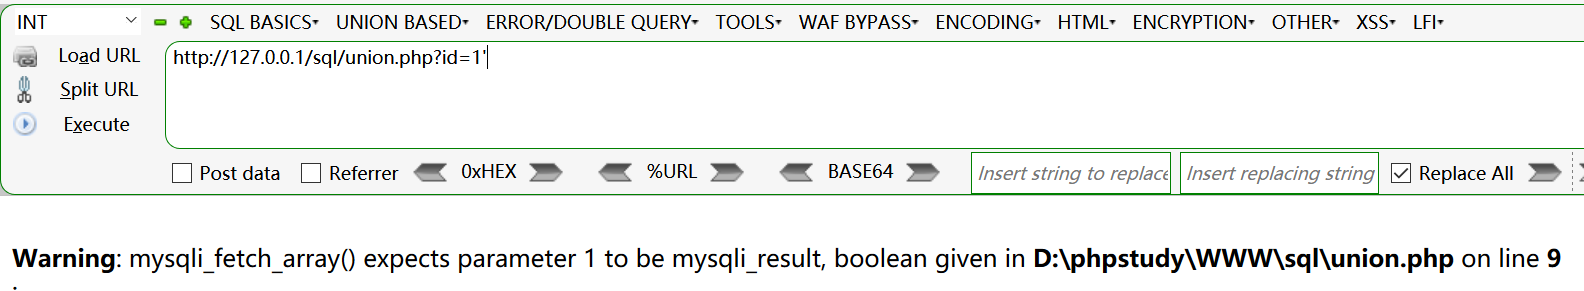 INT SQL BASICS▾ UNION BASED▾ ERROR/DOUBLE QUERY▾ TOOLS▾ WAF BYPASS▾ ENCODING▾ HTML▾ ENCRYPTION▾ OTHER▾ XSS▾ LFI▾
Load URL http://127.0.0.1/sql/union.php?id=1'
Split URL
Execute
Post data Referrer 0xHEX %URL BASE64 Insert string to replace Insert replacing string Replace All
Warning: mysqli_fetch_array() expects parameter 1 to be mysqli_result, boolean given in D:\phpstudy\WWW\sql\union.php on line 9
: